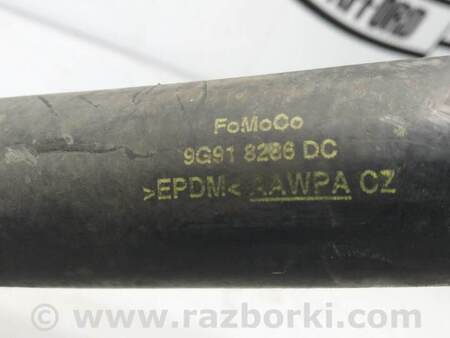 FoMoCo
9G91 8286 DC
>EPDM< AAWPA CZ
© www.razborki.com